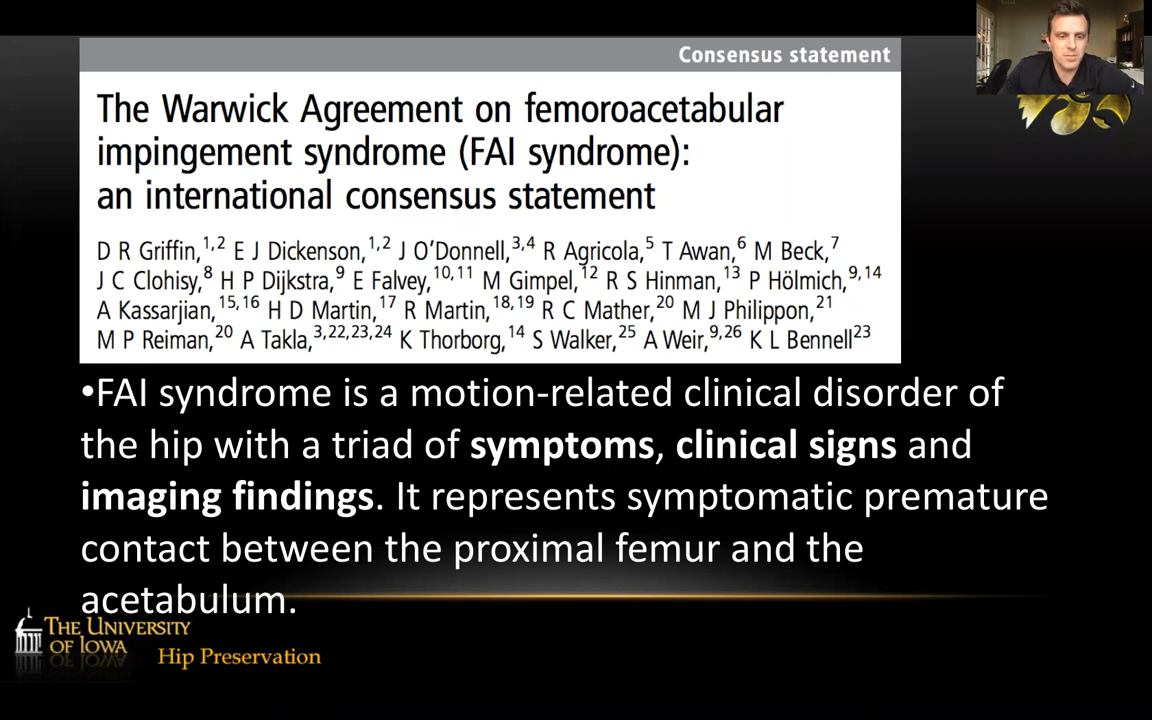 Consensus statement
The Warwick Agreement on femoroacetabular
impingement syndrome (FAI syndrome):
an international consensus statement
D R Griffin,1,2 E J Dickenson,1,2 J O'Donnell,3,4 R Agricola,5 T Awan,6 M Beck,7
J C Clohisy,8 H P Dijkstra,9 E Falvey,10,11 M Gimpel,12 R S Hinman,13 P Hölmich,9,14
A Kassarjian,15,16 H D Martin,17 R Martin,18,19 R C Mather,20 M J Philippon,21
M P Reiman,20 A Takla,3,22,23,24 K Thorborg,14 S Walker,25 A Weir,9,26 K L Bennell23
•FAI syndrome is a motion-related clinical disorder of
the hip with a triad of symptoms, clinical signs and
imaging findings. It represents symptomatic premature
contact between the proximal femur and the
acetabulum.
THE UNIVERSITY
OF IOWA
Hip Preservation